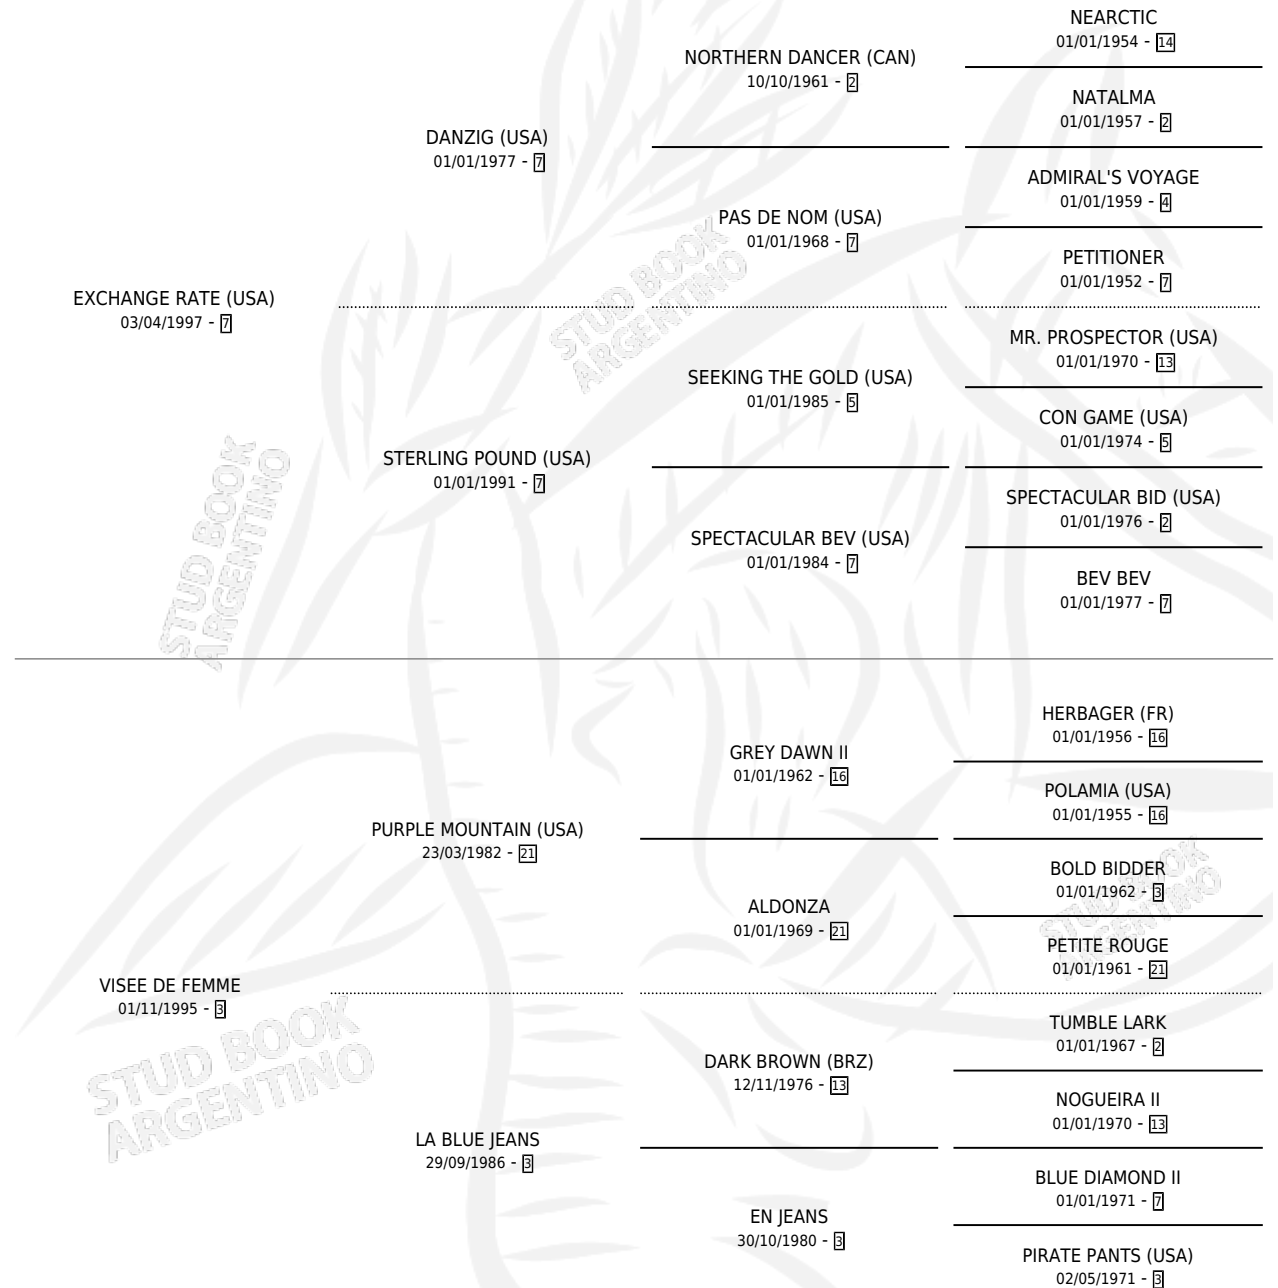 NEARCTIC
01/01/1954 - 14
NORTHERN DANCER (CAN)
10/10/1961 - 2
NATALMA
01/01/1957 - 2
DANZIG (USA)
01/01/1977 - 7
ADMIRAL'S VOYAGE
01/01/1959 - 4
PAS DE NOM (USA)
01/01/1968 - 7
PETITIONER
01/01/1952 - 7
EXCHANGE RATE (USA)
03/04/1997 - 7
STUD BOOK
ARGENTINO
MR. PROSPECTOR (USA)
01/01/1970 - 13
SEEKING THE GOLD (USA)
01/01/1985 - 5
CON GAME (USA)
01/01/1974 - 5
STERLING POUND (USA)
01/01/1991 - 7
SPECTACULAR BID (USA)
01/01/1976 - 2
SPECTACULAR BEV (USA)
01/01/1984 - 7
BEV BEV
01/01/1977 - 7
STUD BOOK
ARGENTINO
HERBAGER (FR)
01/01/1956 - 16
GREY DAWN II
01/01/1962 - 16
POLAMIA (USA)
01/01/1955 - 16
PURPLE MOUNTAIN (USA)
23/03/1982 - 21
BOLD BIDDER
01/01/1962 - 3
ALDONZA
01/01/1969 - 21
STUD BOOK
ARGENTINO
PETITE ROUGE
01/01/1961 - 21
VISEE DE FEMME
01/11/1995 - 3
TUMBLE LARK
01/01/1967 - 2
DARK BROWN (BRZ)
12/11/1976 - 13
STUD BOOK
ARGENTINO
NOGUEIRA II
01/01/1970 - 13
LA BLUE JEANS
29/09/1986 - 3
BLUE DIAMOND II
01/01/1971 - 7
EN JEANS
30/10/1980 - 3
PIRATE PANTS (USA)
02/05/1971 - 3